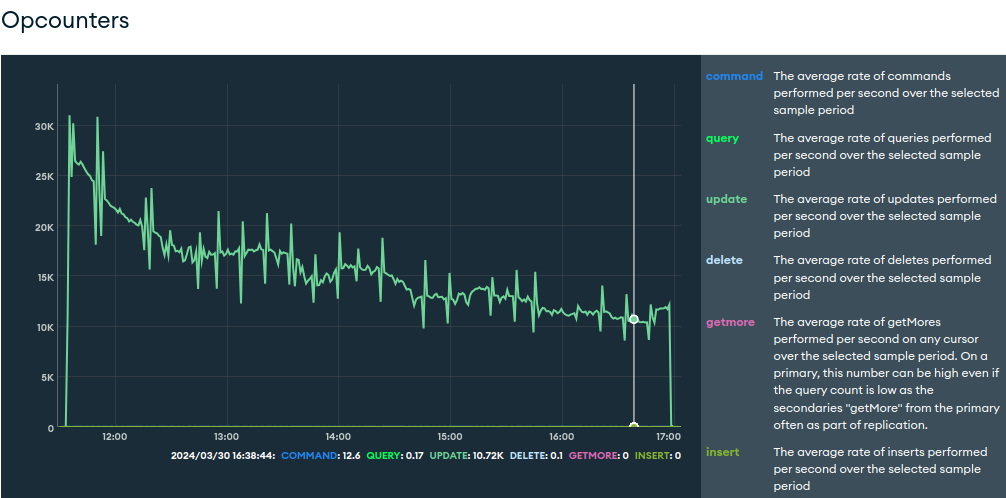 Opcounters
30K
25K
20K
15K
10K
5K
0
12:00
13:00
14:00
15:00
16:00
17:00
2024/03/30 16:38:44: COMMAND: 12.6 QUERY: 0.17 UPDATE: 10.72K DELETE: 0.1 GETMORE: 0 INSERT: 0
command The average rate of commands
performed per second over the selected
sample period
query The average rate of queries performed
per second over the selected sample
period
update The average rate of updates performed
per second over the selected sample
period
delete The average rate of deletes performed
per second over the selected sample
period
getmore The average rate of getMores
performed per second on any cursor
over the selected sample period. On a
primary, this number can be high even if
the query count is low as the
secondaries "getMore" from the primary
often as part of replication.
insert The average rate of inserts performed
per second over the selected sample
period